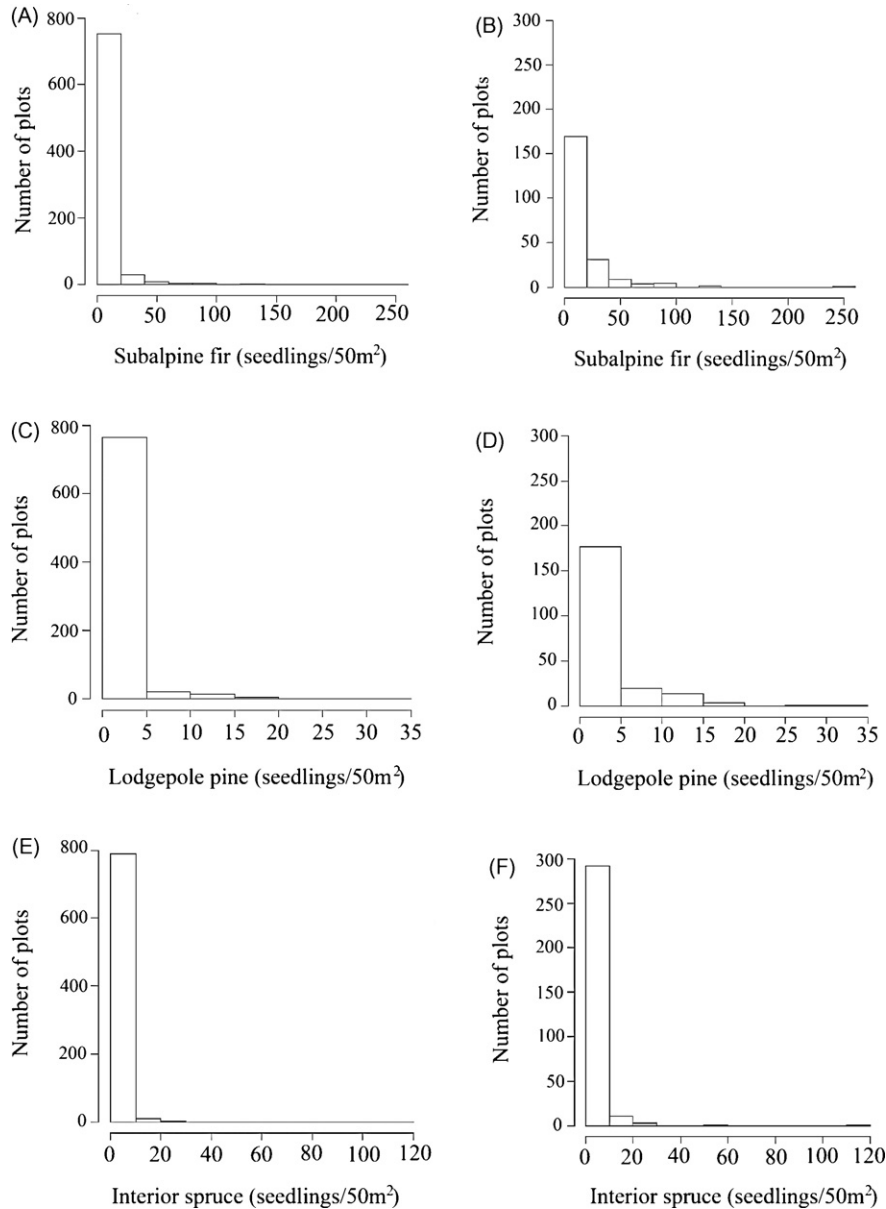 (A)
800
600
400
200
0
Number of plots
0 50 100 150 200 250
Subalpine fir (seedlings/50m²)
(B)
300
250
200
150
100
50
0
Number of plots
0 50 100 150 200 250
Subalpine fir (seedlings/50m²)
(C)
800
600
400
200
0
Number of plots
0 5 10 15 20 25 30 35
Lodgepole pine (seedlings/50m²)
(D)
300
250
200
150
100
50
0
Number of plots
0 5 10 15 20 25 30 35
Lodgepole pine (seedlings/50m²)
(E)
800
600
400
200
0
Number of plots
0 20 40 60 80 100 120
Interior spruce (seedlings/50m²)
(F)
300
250
200
150
100
50
0
Number of plots
0 20 40 60 80 100 120
Interior spruce (seedlings/50m²)